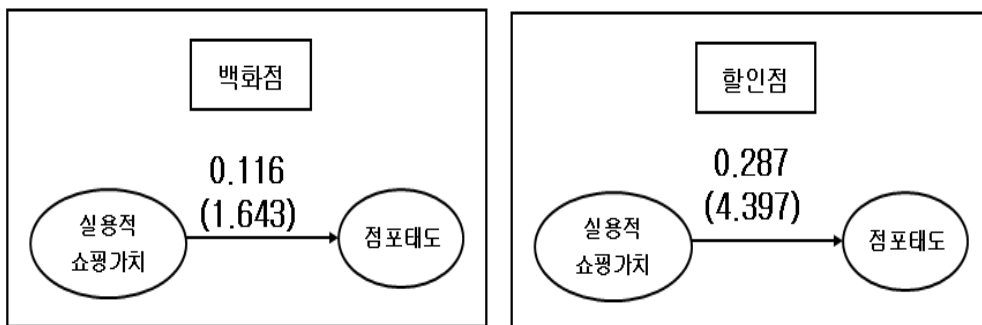 백화점
0.116
(1.643)
실용적
쇼핑가치
점포태도
할인점
0.287
(4.397)
실용적
쇼핑가치
점포태도